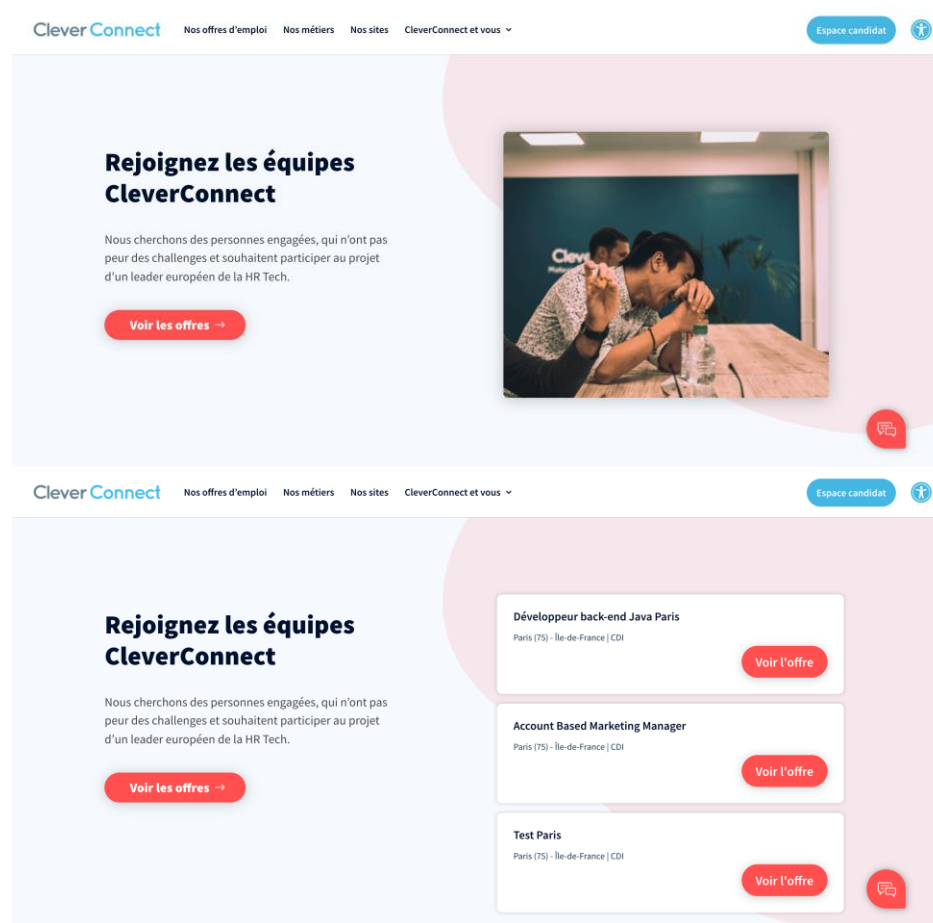 Clever Connect Nos offres d'emploi Nos métiers Nos sites CleverConnect et vous Espace candidat
Rejoignez les équipes
CleverConnect
Nous cherchons des personnes engagées, qui n'ont pas
peur des challenges et souhaitent participer au projet
d'un leader européen de la HR Tech.
Voir les offres →
Clever Connect Nos offres d'emploi Nos métiers Nos sites CleverConnect et vous Espace candidat
Rejoignez les équipes
CleverConnect
Nous cherchons des personnes engagées, qui n'ont pas
peur des challenges et souhaitent participer au projet
d'un leader européen de la HR Tech.
Voir les offres →
Développeur back-end Java Paris
Paris (75) - Île-de-France | CDI
Voir l'offre
Account Based Marketing Manager
Paris (75) - Île-de-France | CDI
Voir l'offre
Test Paris
Paris (75) - Île-de-France | CDI
Voir l'offre